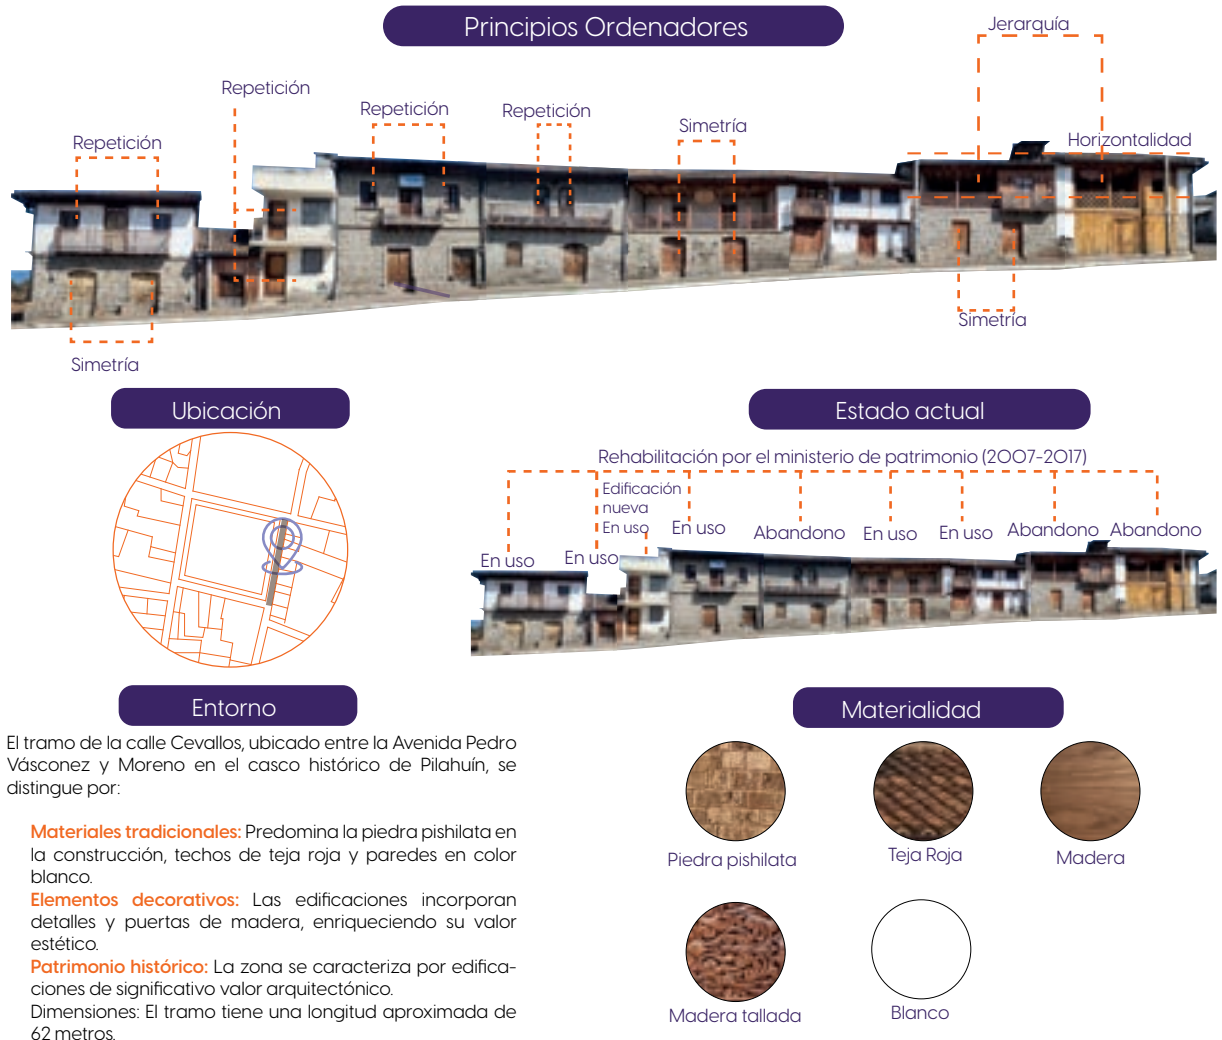 Principios Ordenadores
Jerarquía
Repetición
Repetición
Repetición
Simetría
Repetición
Horizontalidad
Simetría
Simetría
Ubicación
Estado actual
Rehabilitación por el ministerio de patrimonio (2007-2017)
Edificación
nueva
En uso
En uso
En uso
En uso
Abandono
En uso
En uso
Abandono
Abandono
Entorno
El tramo de la calle Cevallos, ubicado entre la Avenida Pedro
Vásconez y Moreno en el casco histórico de Pilahuín, se
distingue por:
Materiales tradicionales: Predomina la piedra pishilata en
la construcción, techos de teja roja y paredes en color
blanco.
Elementos decorativos: Las edificaciones incorporan
detalles y puertas de madera, enriqueciendo su valor
estético.
Patrimonio histórico: La zona se caracteriza por edifica-
ciones de significativo valor arquitectónico.
Dimensiones: El tramo tiene una longitud aproximada de
62 metros.
Materialidad
Piedra pishilata
Teja Roja
Madera
Madera tallada
Blanco